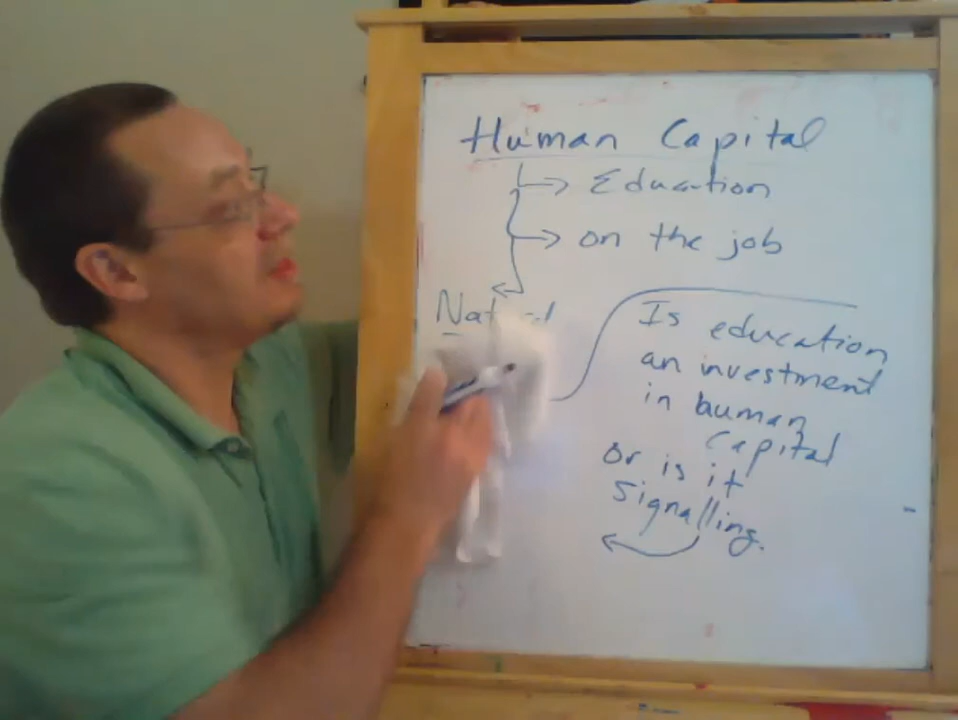 Human Capital
Education
on the job
Is education
an investment
in human
capital
or is it
signalling.